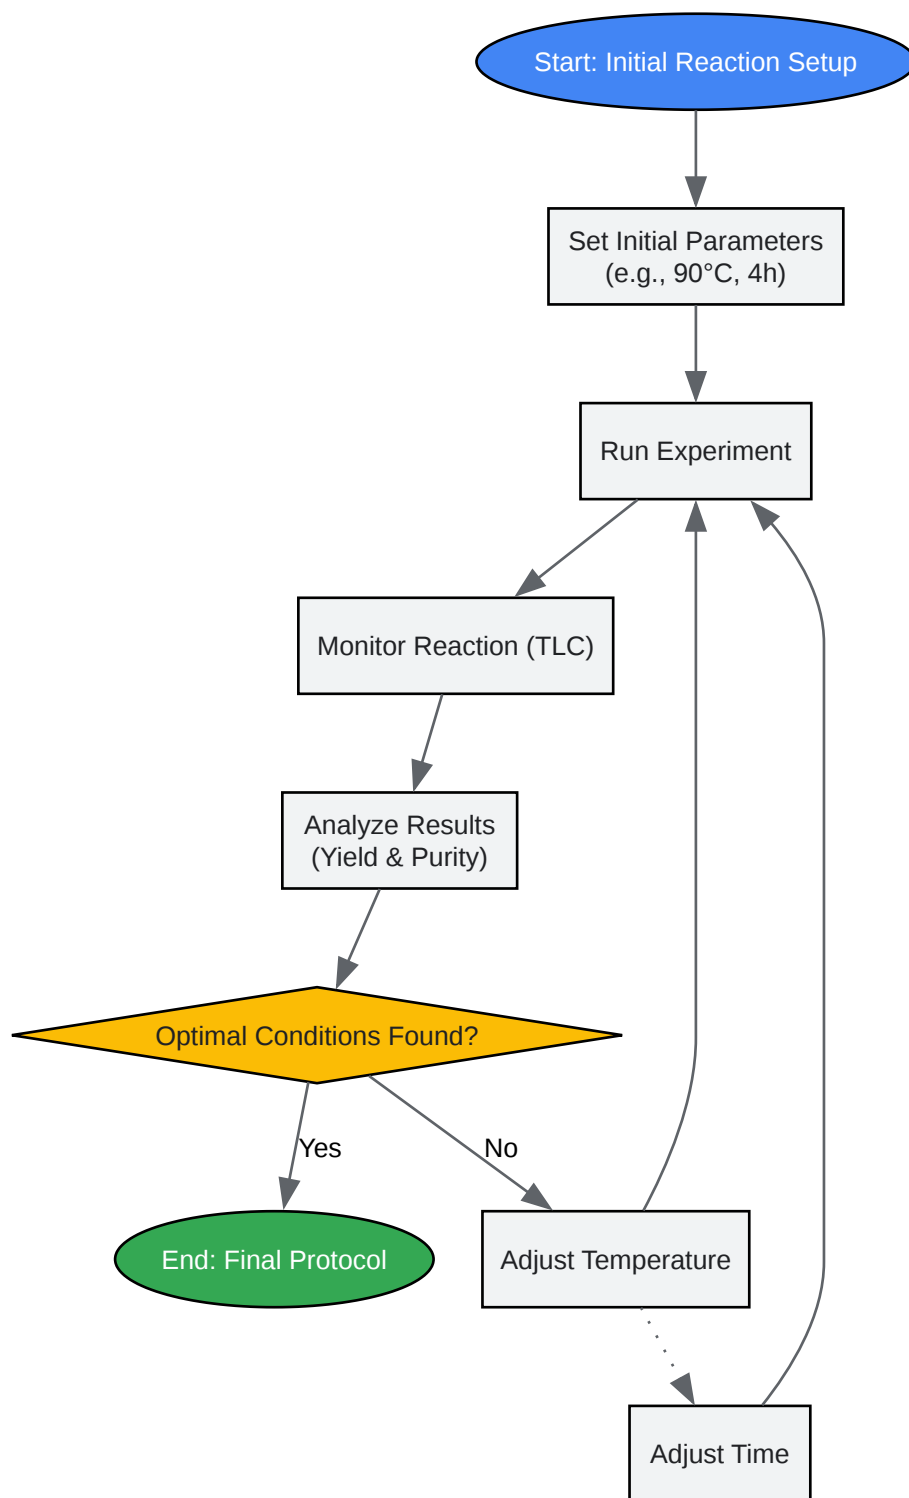 Start: Initial Reaction Setup
Set Initial Parameters
(e.g., 90°C, 4h)
Run Experiment
Monitor Reaction (TLC)
Analyze Results
(Yield & Purity)
Optimal Conditions Found?
Yes
No
End: Final Protocol
Adjust Temperature
Adjust Time